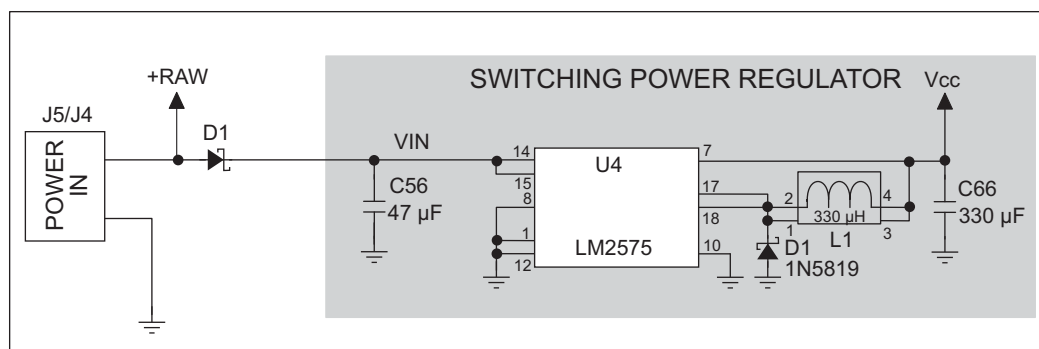 SWITCHING POWER REGULATOR
+RAW
Vcc
J5/J4
D1
POWER
IN
VIN
C56
47 µF
14
15
8
1
12
U4
LM2575
7
17
18
10
2
1
4
3
330 µH
L1
D1
1N5819
C66
330 µF